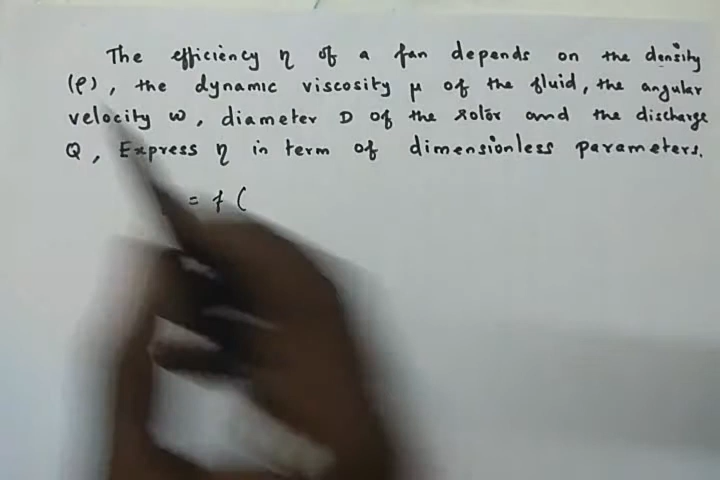 The efficiency η of a fan depends on the density
(ρ), the dynamic viscosity μ of the fluid, the angular
velocity ω, diameter D of the rotor and the discharge
Q, Express η in term of dimensionless parameters.
= f (